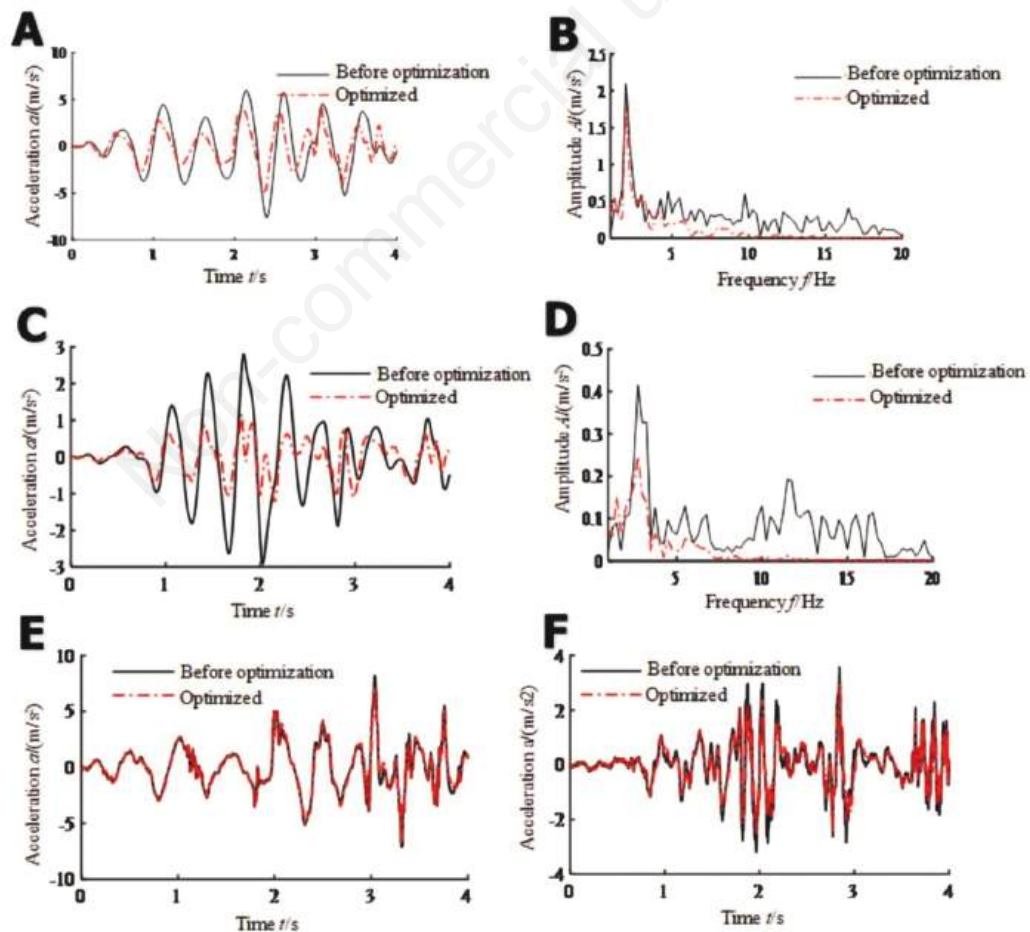 A
10
5
0
-5
-10
Acceleration a/(m/s²)
Before optimization
Optimized
0 1 2 3 4
Time t/s
B
2.5
2
1.5
1
0.5
0
Amplitude A/(m/s²)
Before optimization
Optimized
5 10 15 20
Frequency f/Hz
C
3
2
1
0
-1
-2
-3
Acceleration a/(m/s²)
Before optimization
Optimized
0 1 2 3 4
Time t/s
D
0.5
0.4
0.3
0.2
0.1
0
Amplitude A/(m/s²)
Before optimization
Optimized
5 10 15 20
Frequency f/Hz
E
10
5
0
-5
-10
Acceleration a/(m/s²)
Before optimization
Optimized
0 1 2 3 4
Time t/s
F
4
2
0
-2
-4
Acceleration a/(m/s2)
Before optimization
Optimized
0 1 2 3 4
Time t/s
Non-commercial